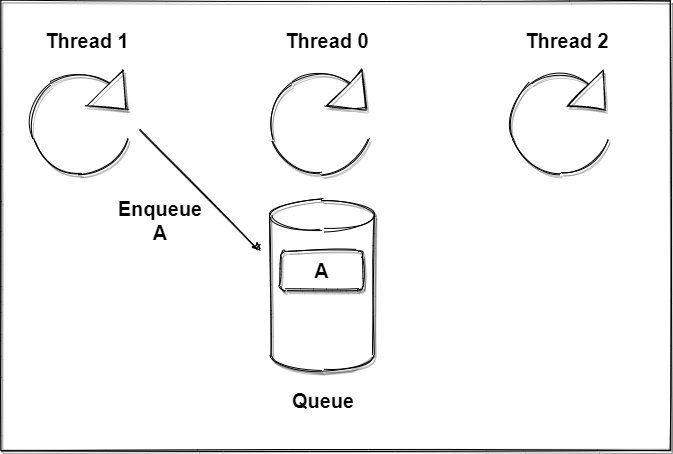 Thread 1
Thread 0
Thread 2
Enqueue
A
A
Queue